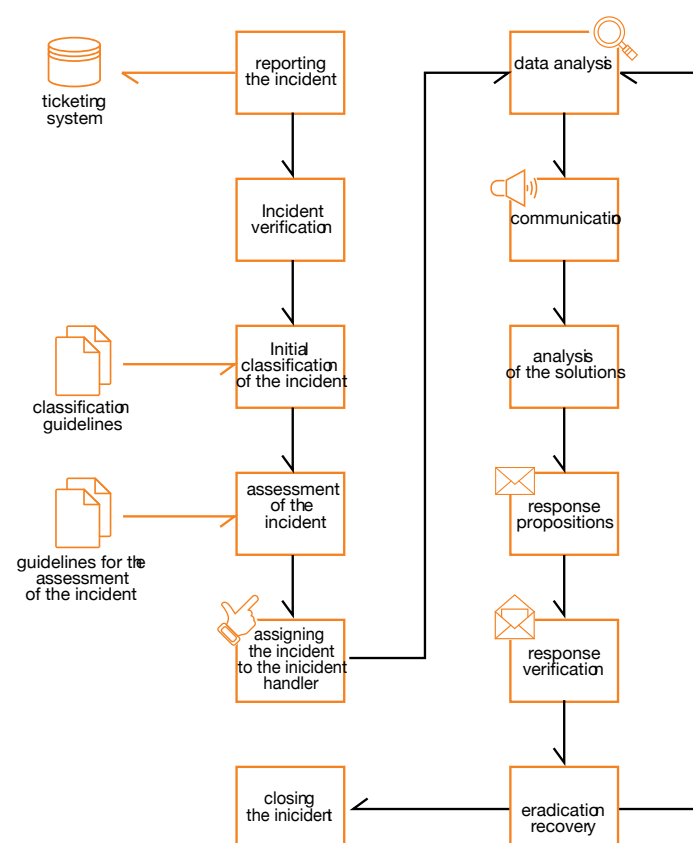 reporting
the incident
ticketing
system
Incident
verification
Initial
classification
of the incident
classification
guidelines
assessment
of the
incident
guidelines for the
assessment
of the incident
assigning
the incident
to the inicident
handler
data analysis
communication
analysis
of the solutions
response
propositions
response
verification
eradication
recovery
closing
the inicident